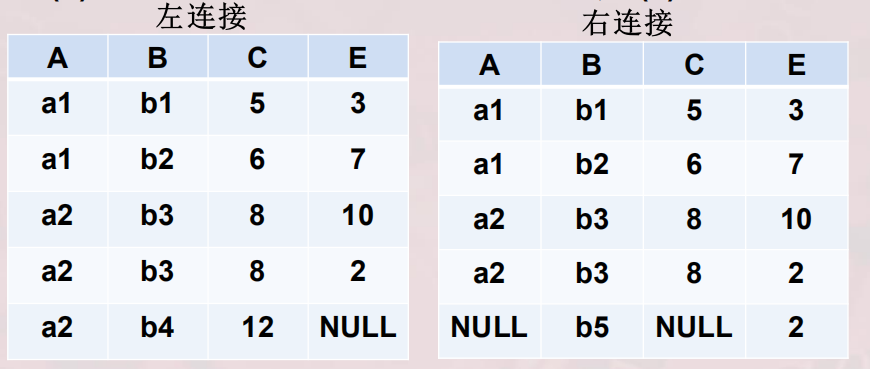 左连接
A B C E
a1 b1 5 3
a1 b2 6 7
a2 b3 8 10
a2 b3 8 2
a2 b4 12 NULL
右连接
A B C E
a1 b1 5 3
a1 b2 6 7
a2 b3 8 10
a2 b3 8 2
NULL b5 NULL 2